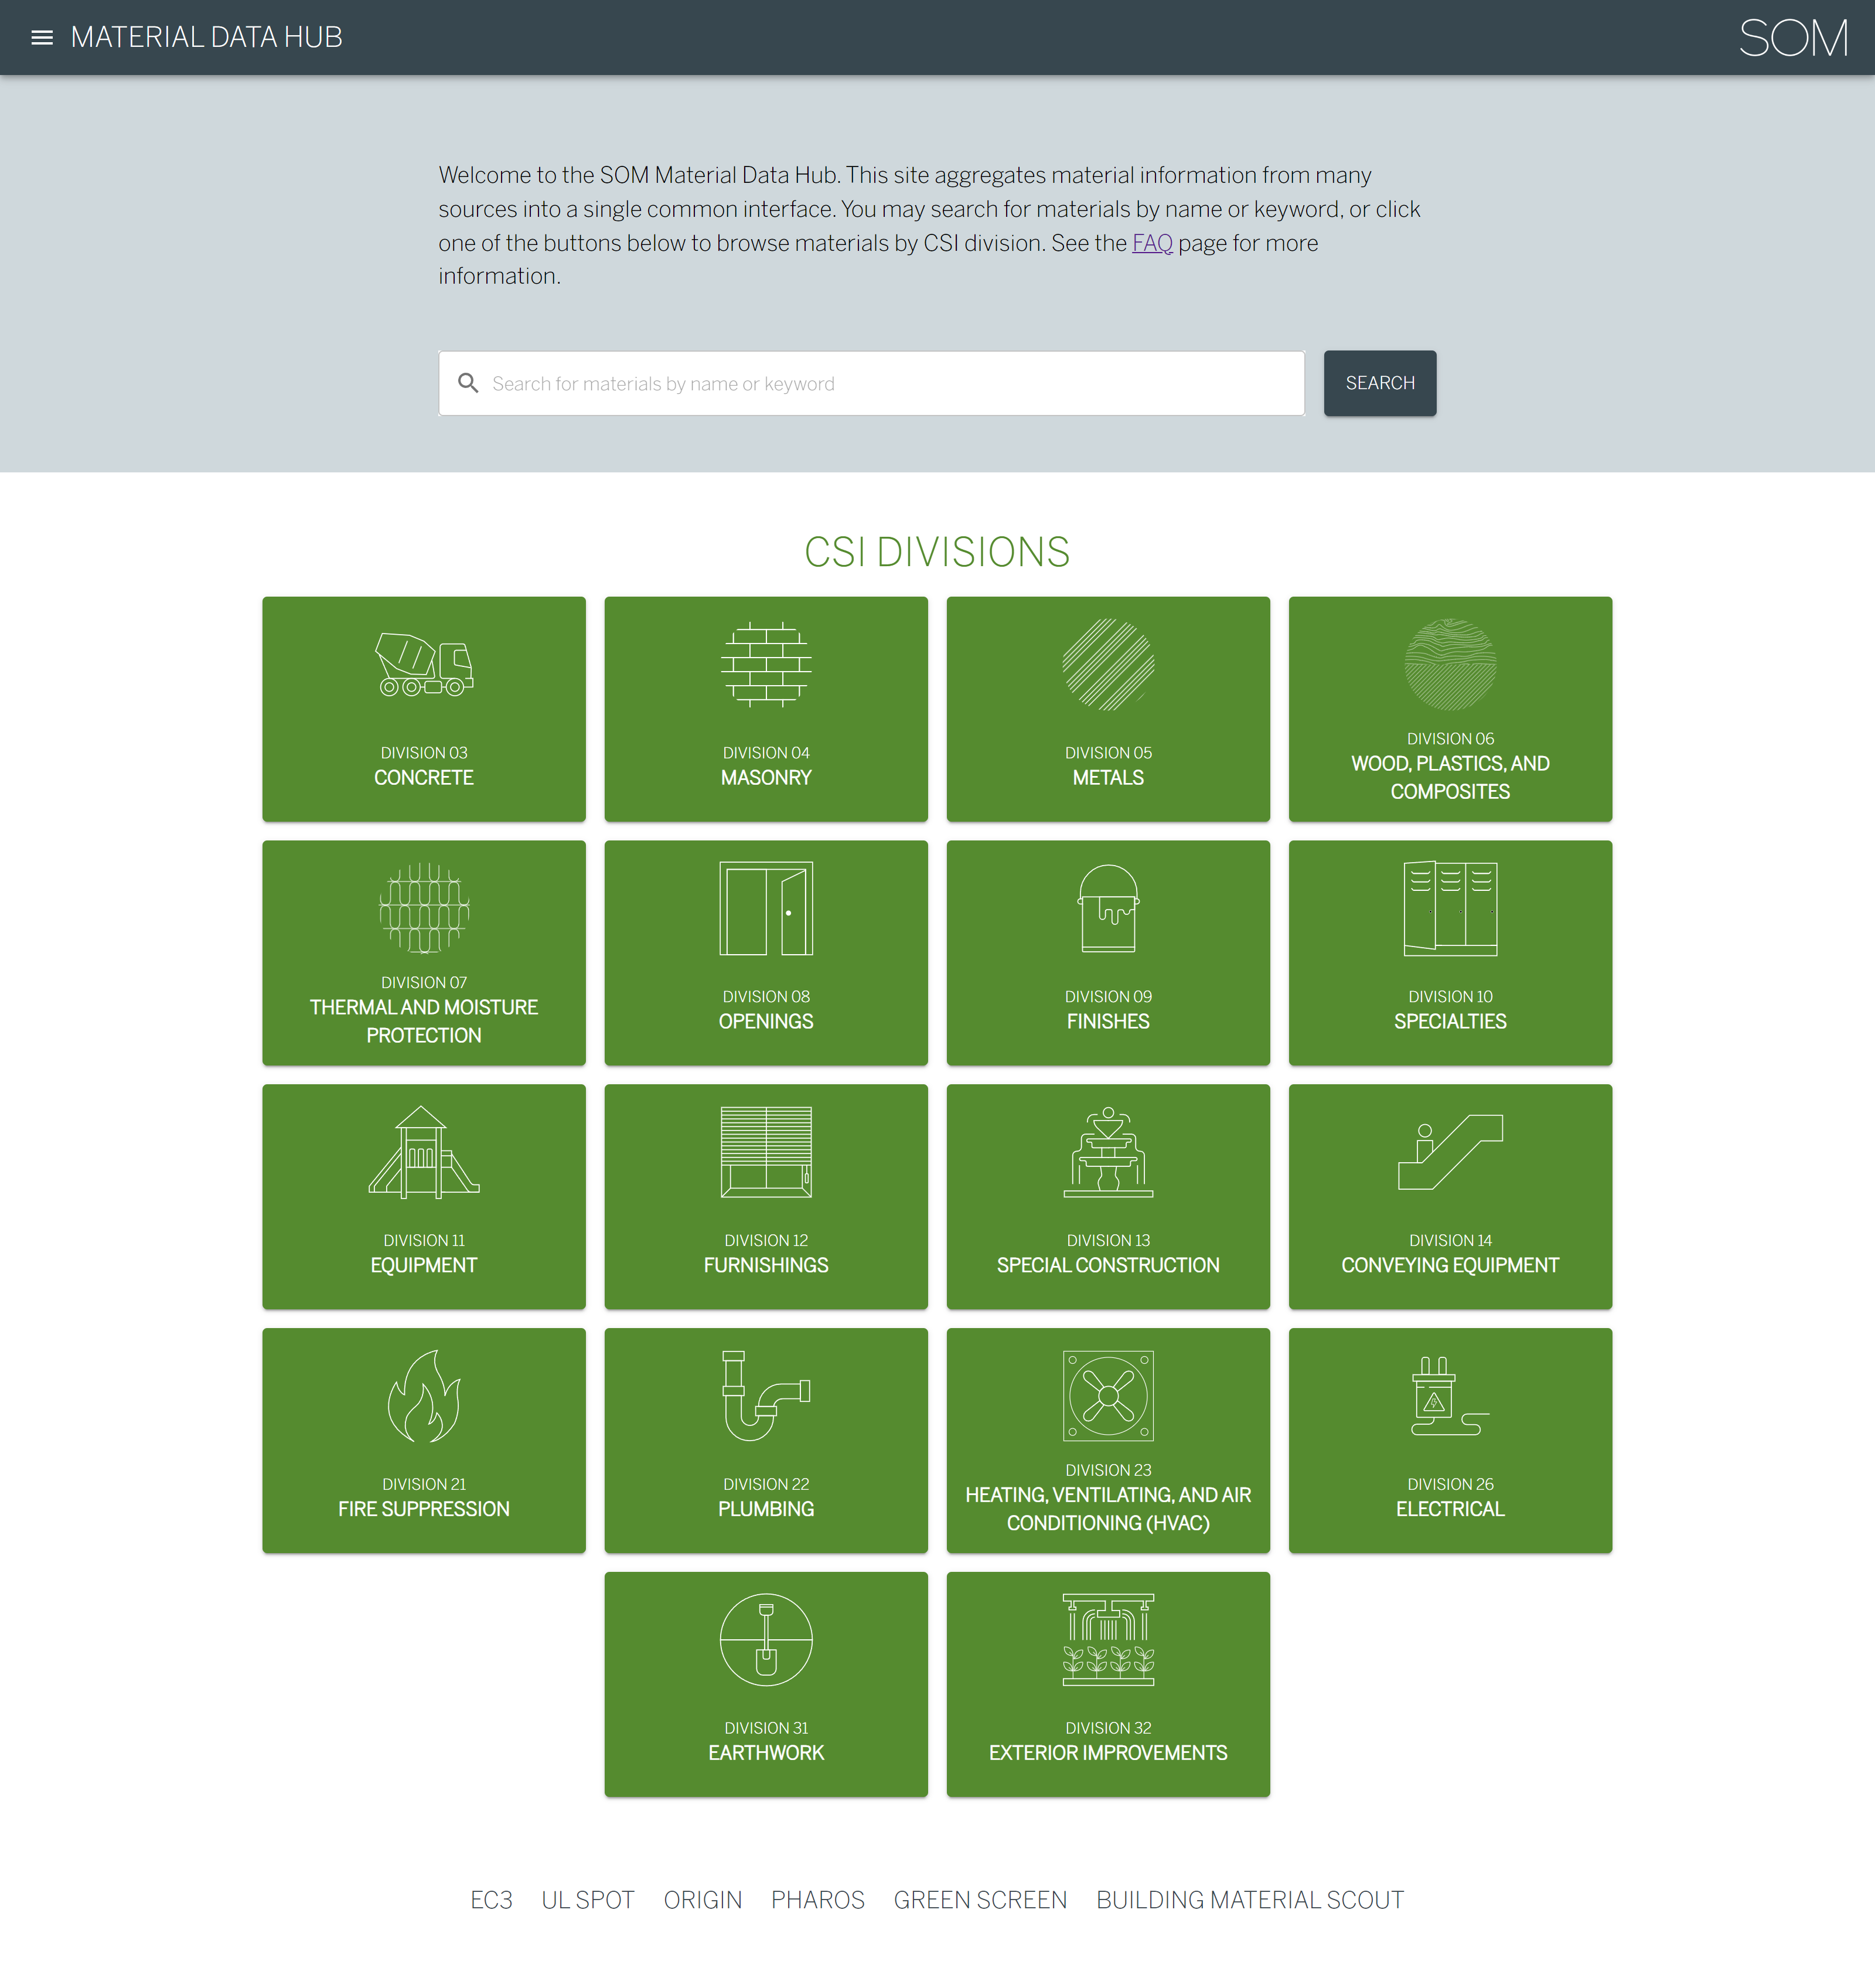 MATERIAL DATA HUB
SOM
Welcome to the SOM Material Data Hub. This site aggregates material information from many
sources into a single common interface. You may search for materials by name or keyword, or click
one of the buttons below to browse materials by CSI division. See the FAQ page for more
information.
Search for materials by name or keyword
SEARCH
CSI DIVISIONS
DIVISION 03
CONCRETE
DIVISION 04
MASONRY
DIVISION 05
METALS
DIVISION 06
WOOD, PLASTICS, AND
COMPOSITES
DIVISION 07
THERMAL AND MOISTURE
PROTECTION
DIVISION 08
OPENINGS
DIVISION 09
FINISHES
DIVISION 10
SPECIALTIES
DIVISION 11
EQUIPMENT
DIVISION 12
FURNISHINGS
DIVISION 13
SPECIAL CONSTRUCTION
DIVISION 14
CONVEYING EQUIPMENT
DIVISION 21
FIRE SUPPRESSION
DIVISION 22
PLUMBING
DIVISION 23
HEATING, VENTILATING, AND AIR
CONDITIONING (HVAC)
DIVISION 26
ELECTRICAL
DIVISION 31
EARTHWORK
DIVISION 32
EXTERIOR IMPROVEMENTS
EC3 UL SPOT ORIGIN PHAROS GREEN SCREEN BUILDING MATERIAL SCOUT